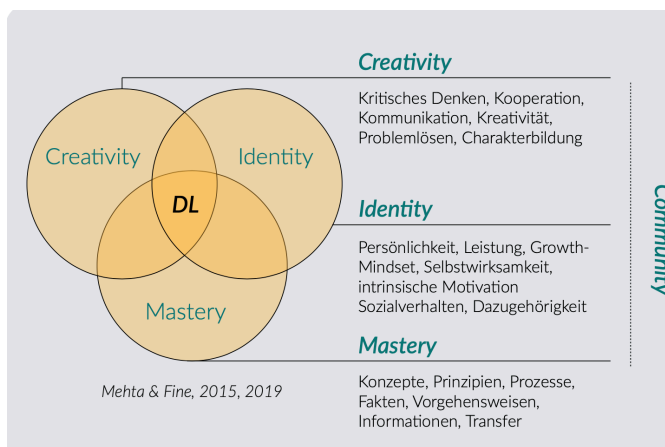 Creativity
Identity
DL
Mastery
Mehta & Fine, 2015, 2019
Creativity
Kritisches Denken, Kooperation,
Kommunikation, Kreativität,
Problemlösen, Charakterbildung
Identity
Persönlichkeit, Leistung, Growth-
Mindset, Selbstwirksamkeit,
intrinsische Motivation
Sozialverhalten, Dazugehörigkeit
Mastery
Konzepte, Prinzipien, Prozesse,
Fakten, Vorgehensweisen,
Informationen, Transfer
Community